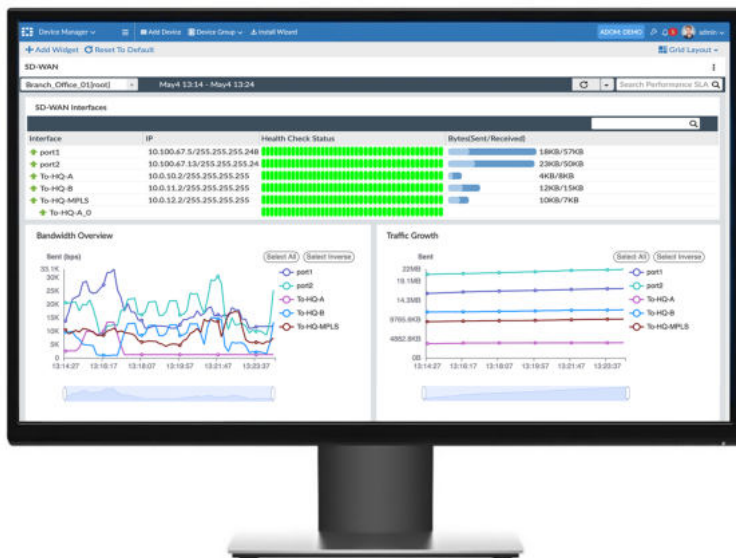 Device Manager
Add Device Device Group Install Wizard
ADOM: DEMO
admin
Add Widget Reset To Default
Grid Layout
SD-WAN
Branch_Office_01[root]
May4 13:14 - May4 13:24
Search Performance SLA
SD-WAN Interfaces
Interface IP Health Check Status Bytes(Sent/Received)
port1 10.100.67.5/255.255.255.248 18KB/57KB
port2 10.100.67.13/255.255.255.24 23KB/50KB
To-HQ-A 10.0.10.2/255.255.255.255 4KB/8KB
To-HQ-B 10.0.11.2/255.255.255.255 12KB/15KB
To-HQ-MPLS 10.0.12.2/255.255.255.255 10KB/7KB
To-HQ-A_0
Bandwidth Overview
Sent (bps)
Select All Select Inverse
33.1K
30K
25K
20K
15K
10K
5K
0
13:14:27 13:16:17 13:18:07 13:19:57 13:21:47 13:23:37
port1
port2
To-HQ-A
To-HQ-B
To-HQ-MPLS
Traffic Growth
Sent
Select All Select Inverse
22MB
19.1MB
14.3MB
9765.6KB
4882.8KB
0B
13:14:27 13:16:17 13:18:07 13:19:57 13:21:47 13:23:37
port1
port2
To-HQ-A
To-HQ-B
To-HQ-MPLS